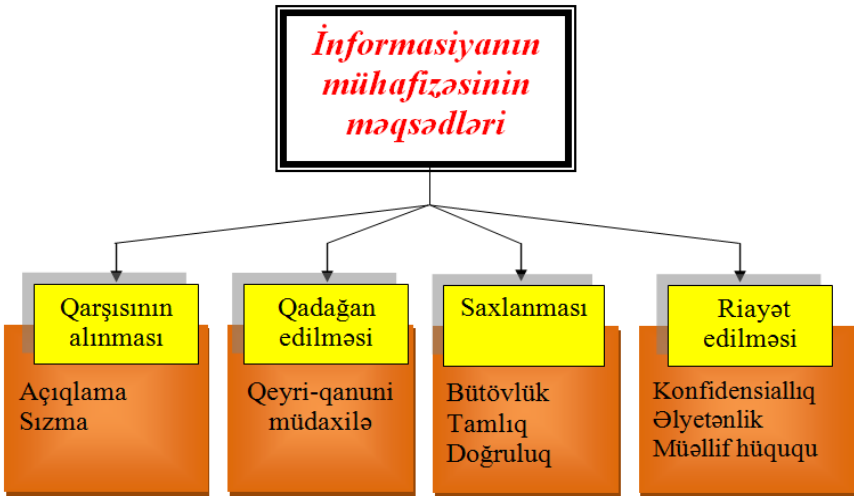 İnformasiyanın
mühafizəsinin
məqsədləri
Qarşısının
alınması
Açıqlama
Sızma
Qadağan
edilməsi
Qeyri-qanuni
müdaxilə
Saxlanması
Bütövlük
Tamlıq
Doğruluq
Riayət
edilməsi
Konfidensiallıq
Əlyetənlik
Müəllif hüququ